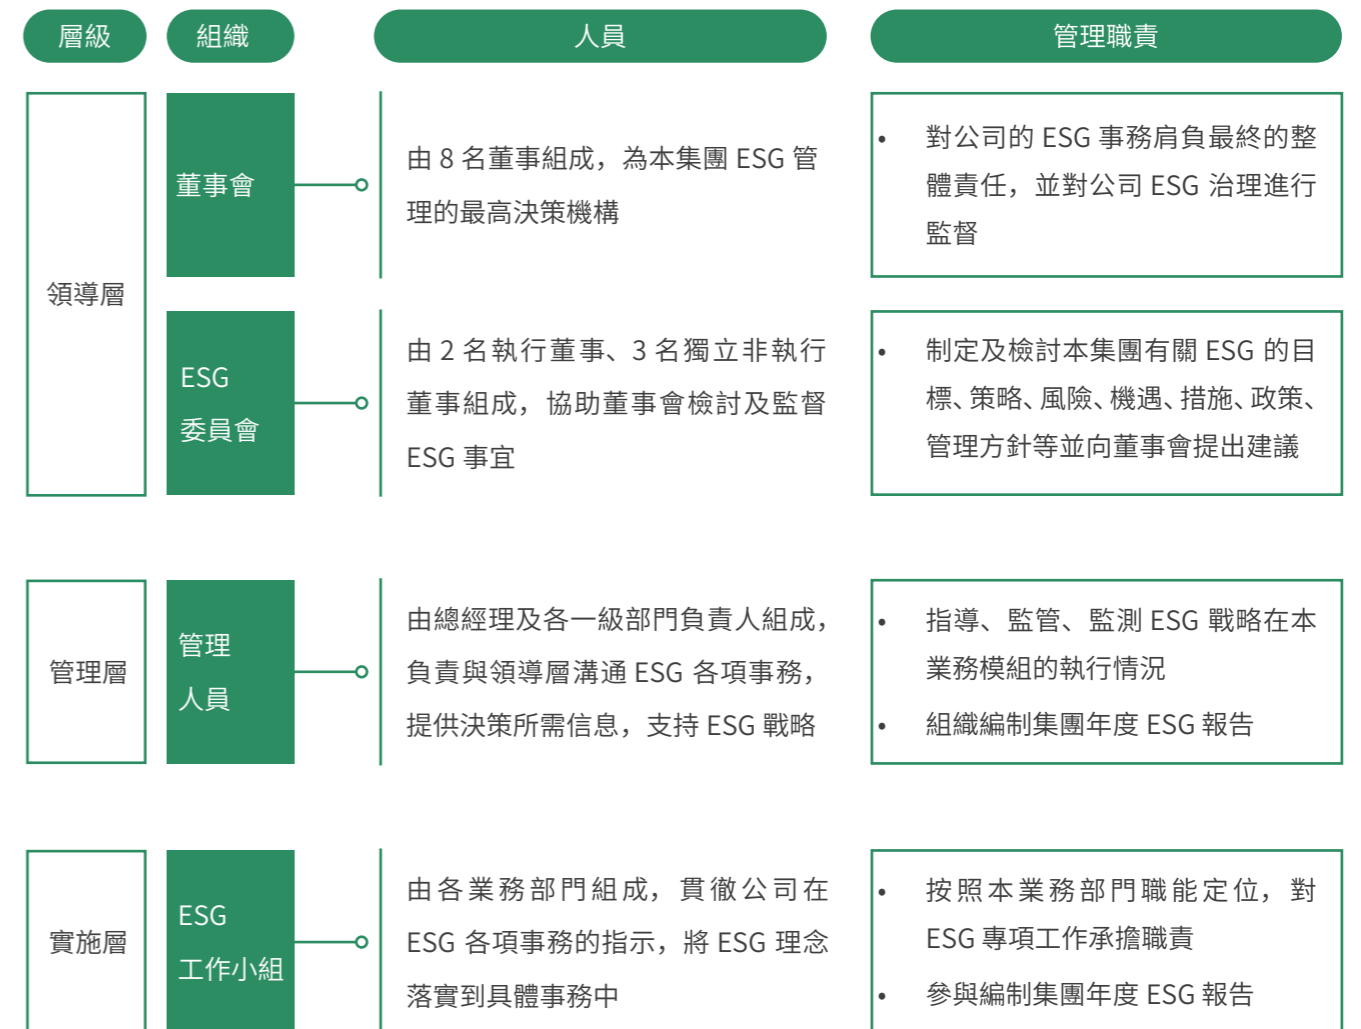 層級
組織
人員
管理職責
領導層
董事會
由 8 名董事組成，為本集團 ESG 管
理的最高決策機構
• 對公司的 ESG 事務肩負最終的整
體責任，並對公司 ESG 治理進行
監督
ESG
委員會
由 2 名執行董事、3 名獨立非執行
董事組成，協助董事會檢討及監督
ESG 事宜
• 制定及檢討本集團有關 ESG 的目
標、策略、風險、機遇、措施、政策、
管理方針等並向董事會提出建議
管理層
管理
人員
由總經理及各一級部門負責人組成，
負責與領導層溝通 ESG 各項事務，
提供決策所需信息，支持 ESG 戰略
• 指導、監管、監測 ESG 戰略在本
業務模組的執行情況
• 組織編制集團年度 ESG 報告
實施層
ESG
工作小組
由各業務部門組成，貫徹公司在
ESG 各項事務的指示，將 ESG 理念
落實到具體事務中
• 按照本業務部門職能定位，對
ESG 專項工作承擔職責
• 參與編制集團年度 ESG 報告